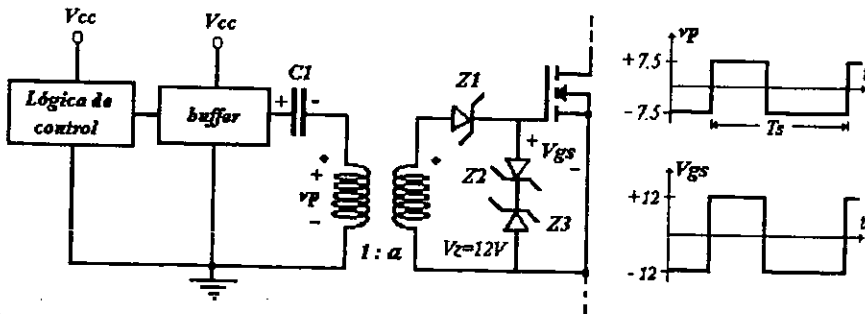 Vcc
Vcc
Lógica de
control
buffer
C1
+ -
+
vp
-
1 : a
Z1
+
Vgs
-
Z2
Z3
Vz=12V
vp
+ 7.5
- 7.5
t
Ts
Vgs
+12
- 12
t